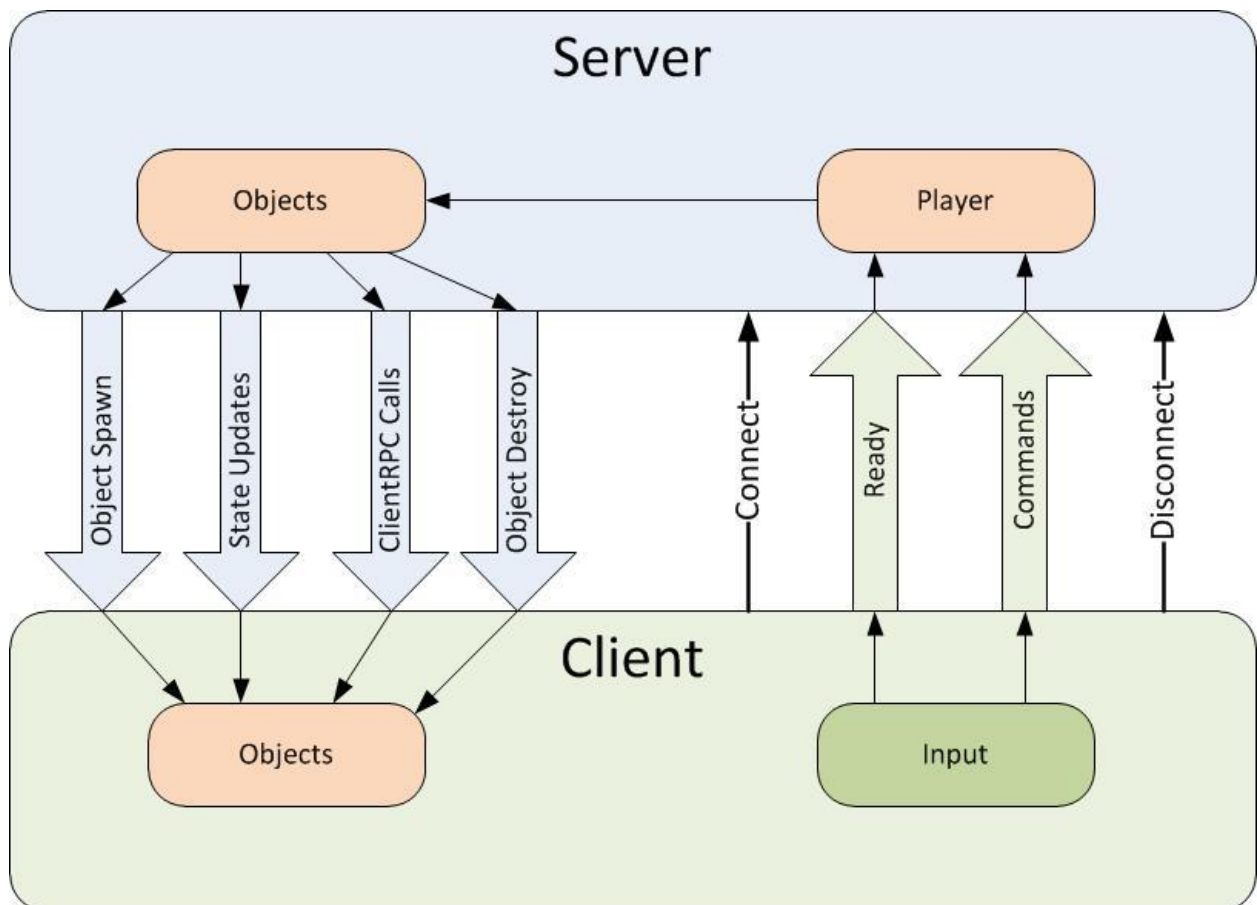 Server
Objects
Player
Object Spawn
State Updates
ClientRPC Calls
Object Destroy
Connect
Ready
Commands
Disconnect
Client
Objects
Input